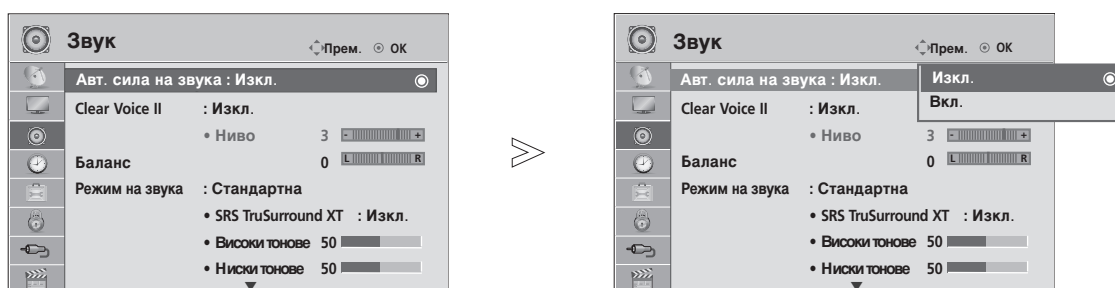 Звук
Прем. ОК
Авт. сила на звука : Изкл.
Clear Voice II : Изкл.
• Ниво 3 - +
Баланс 0 L R
Режим на звука : Стандартна
• SRS TruSurround XT : Изкл.
• Високи тонове 50
• Ниски тонове 50
Звук
Прем. ОК
Авт. сила на звука : Изкл.
Изкл.
Вкл.
Clear Voice II : Изкл.
• Ниво 3 - +
Баланс 0 L R
Режим на звука : Стандартна
• SRS TruSurround XT : Изкл.
• Високи тонове 50
• Ниски тонове 50